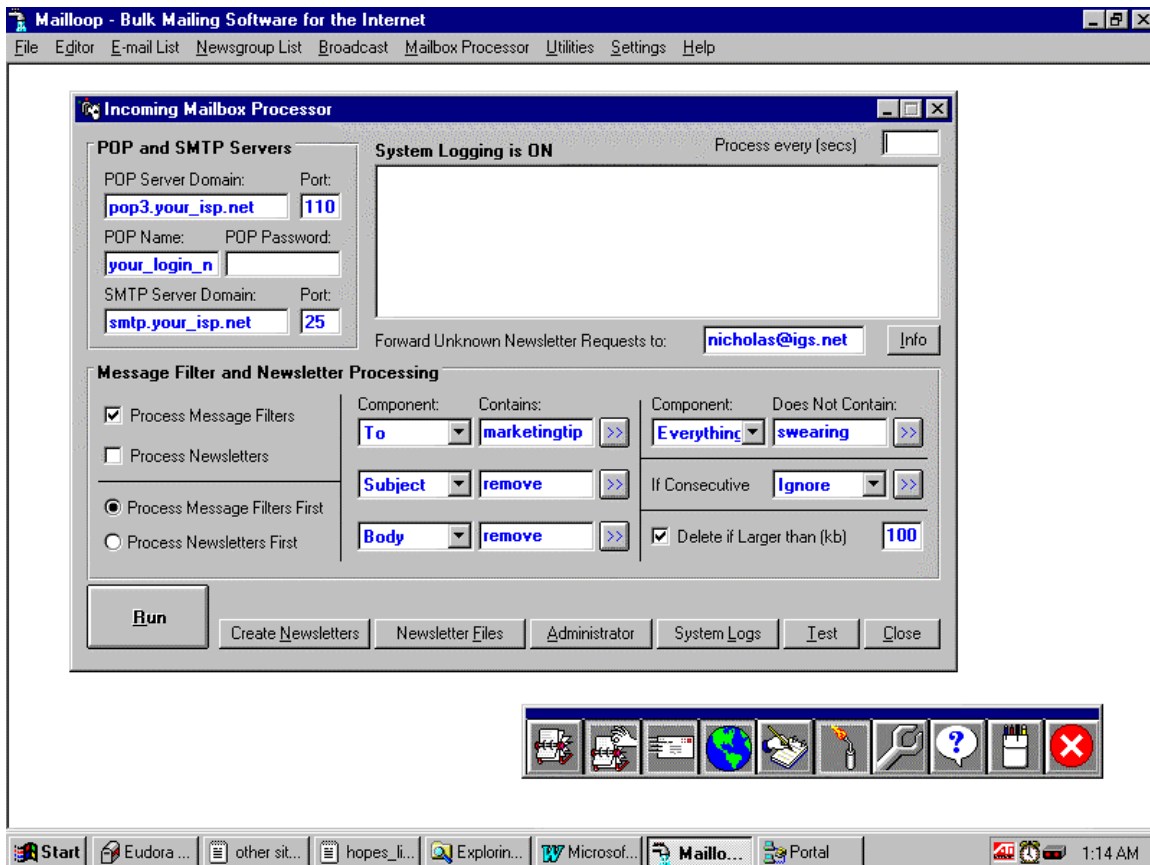 Mailloop - Bulk Mailing Software for the Internet
File Editor E-mail List Newsgroup List Broadcast Mailbox Processor Utilities Settings Help
Incoming Mailbox Processor
POP and SMTP Servers
POP Server Domain: Port:
pop3.your_isp.net 110
POP Name: POP Password:
your_login_n
SMTP Server Domain: Port:
smtp.your_isp.net 25
System Logging is ON
Process every (secs)
Forward Unknown Newsletter Requests to: nicholas@igs.net Info
Message Filter and Newsletter Processing
Process Message Filters
Process Newsletters
Process Message Filters First
Process Newsletters First
Component: Contains:
To marketingtip >>
Subject remove >>
Body remove >>
Component: Does Not Contain:
Everything swearing >>
If Consecutive Ignore >>
Delete if Larger than (kb) 100
Run
Create Newsletters Newsletter Files Administrator System Logs Test Close
?
Start Eudora ... other sit... hopes_li... Explorin... Microsof... Maillo... Portal ATI 1:14 AM